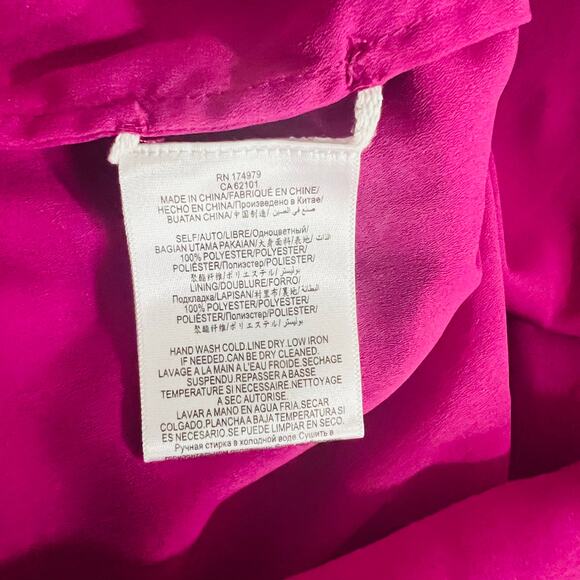 RN 174979
CA 62101
MADE IN CHINA/FABRIQUÉ EN CHINE/
HECHO EN CHINA/Произведено в Китае/
BUATAN CHINA/中国制造/ صنع في الصين/
SELF/AUTO/LIBRE/Одноцветный/
BAGIAN UTAMA PAKAIAN/大身面料/表地/ الذات
100% POLYESTER/POLYESTER/
POLIÉSTER/Полиэстер/POLIESTER/
聚酯纤维/ポリエステル/ بوليستر/
LINING/DOUBLURE/FORRO/
Подкладка/LAPISAN/衬里布/裏地/ البطانة/
100% POLYESTER/POLYESTER/
POLIÉSTER/Полиэстер/POLIESTER/
聚酯纤维/ポリエステル/ بوليستر/
HAND WASH COLD.LINE DRY.LOW IRON
IF NEEDED.CAN BE DRY CLEANED.
LAVAGE A LA MAIN A L'EAU FROIDE.SECHAGE
SUSPENDU.REPASSER A BASSE
TEMPERATURE SI NECESSAIRE.NETTOYAGE
A SEC AUTORISE.
LAVAR A MANO EN AGUA FRIA.SECAR
COLGADO.PLANCHA A BAJA TEMPERATURA SI
ES NECESARIO.SE PUEDE LIMPIAR EN SECO.
Ручная стирка в холодной воде.Сушить в